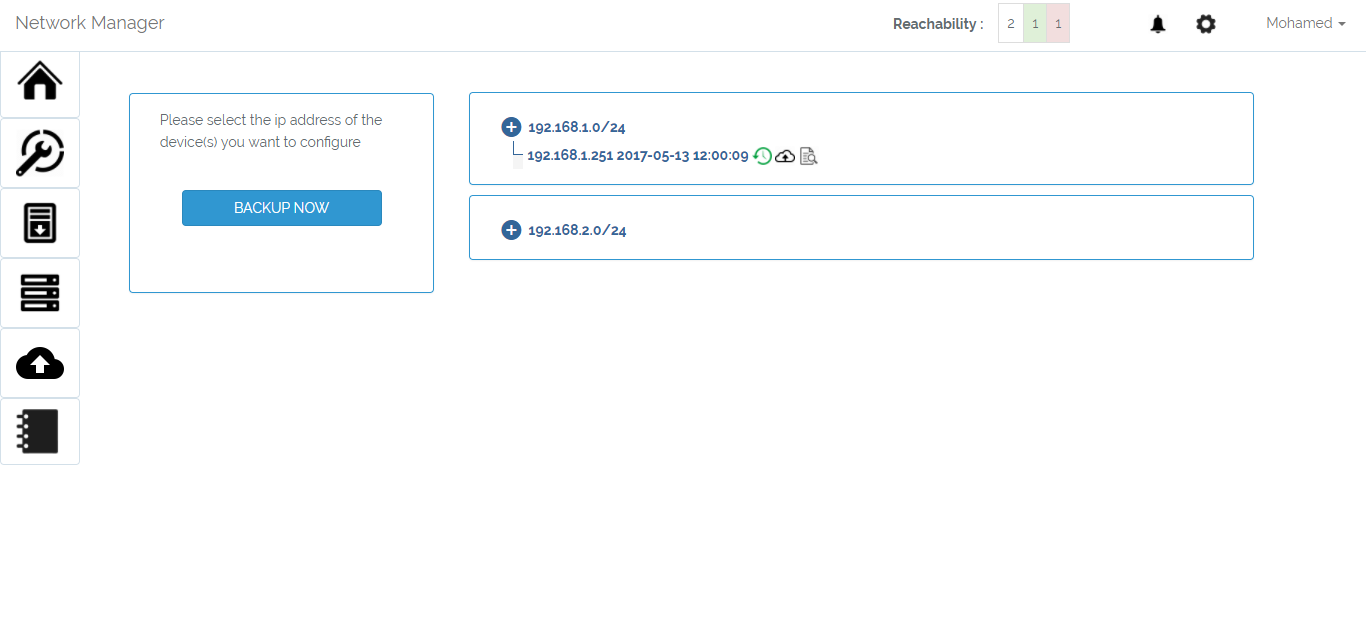 Network Manager
Reachability : 2 1 1
Mohamed
Please select the ip address of the
device(s) you want to configure
BACKUP NOW
192.168.1.0/24
192.168.1.251 2017-05-13 12:00:09
192.168.2.0/24